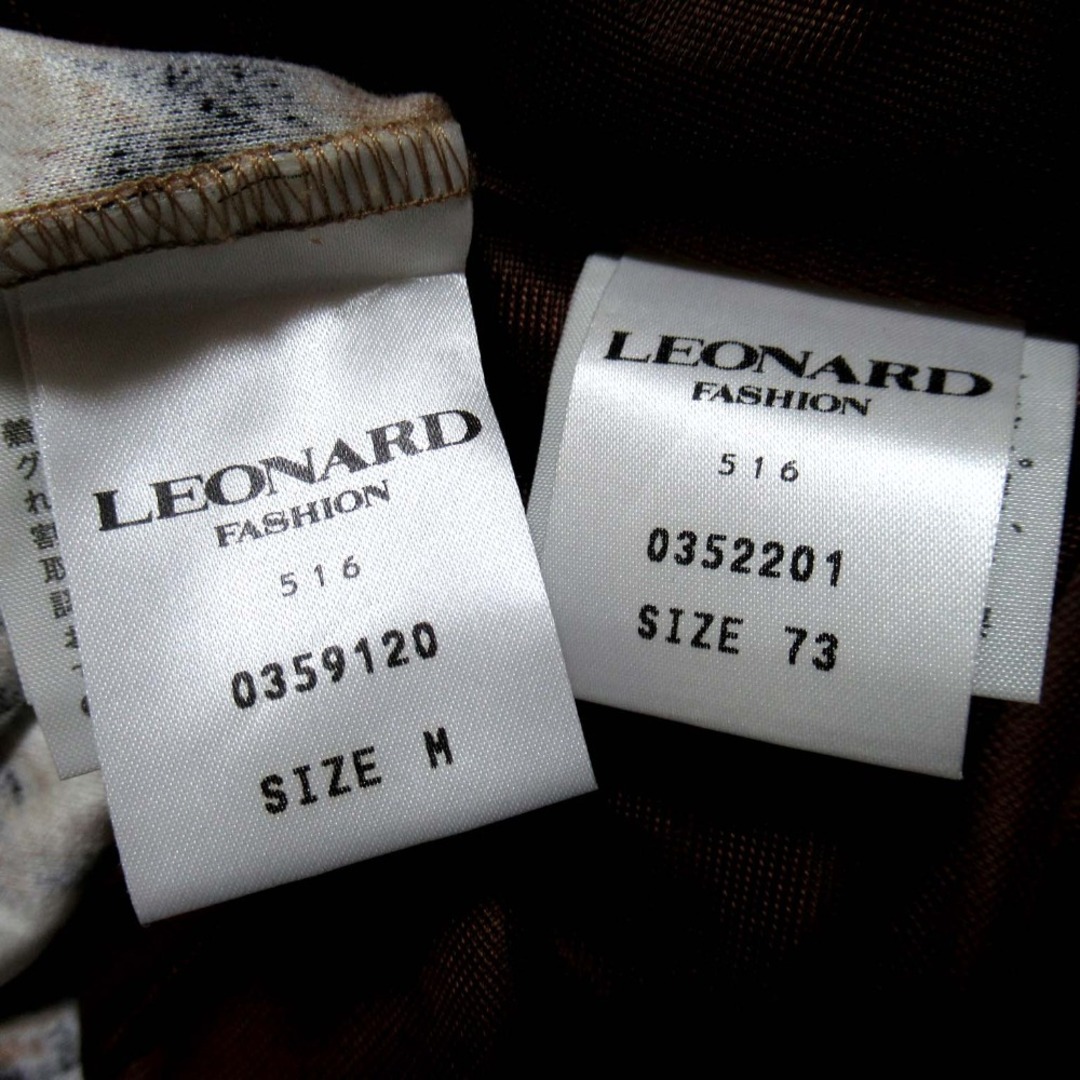 LEONARD
FASHION
516
0359120
SIZE M
LEONARD
FASHION
516
0352201
SIZE 73